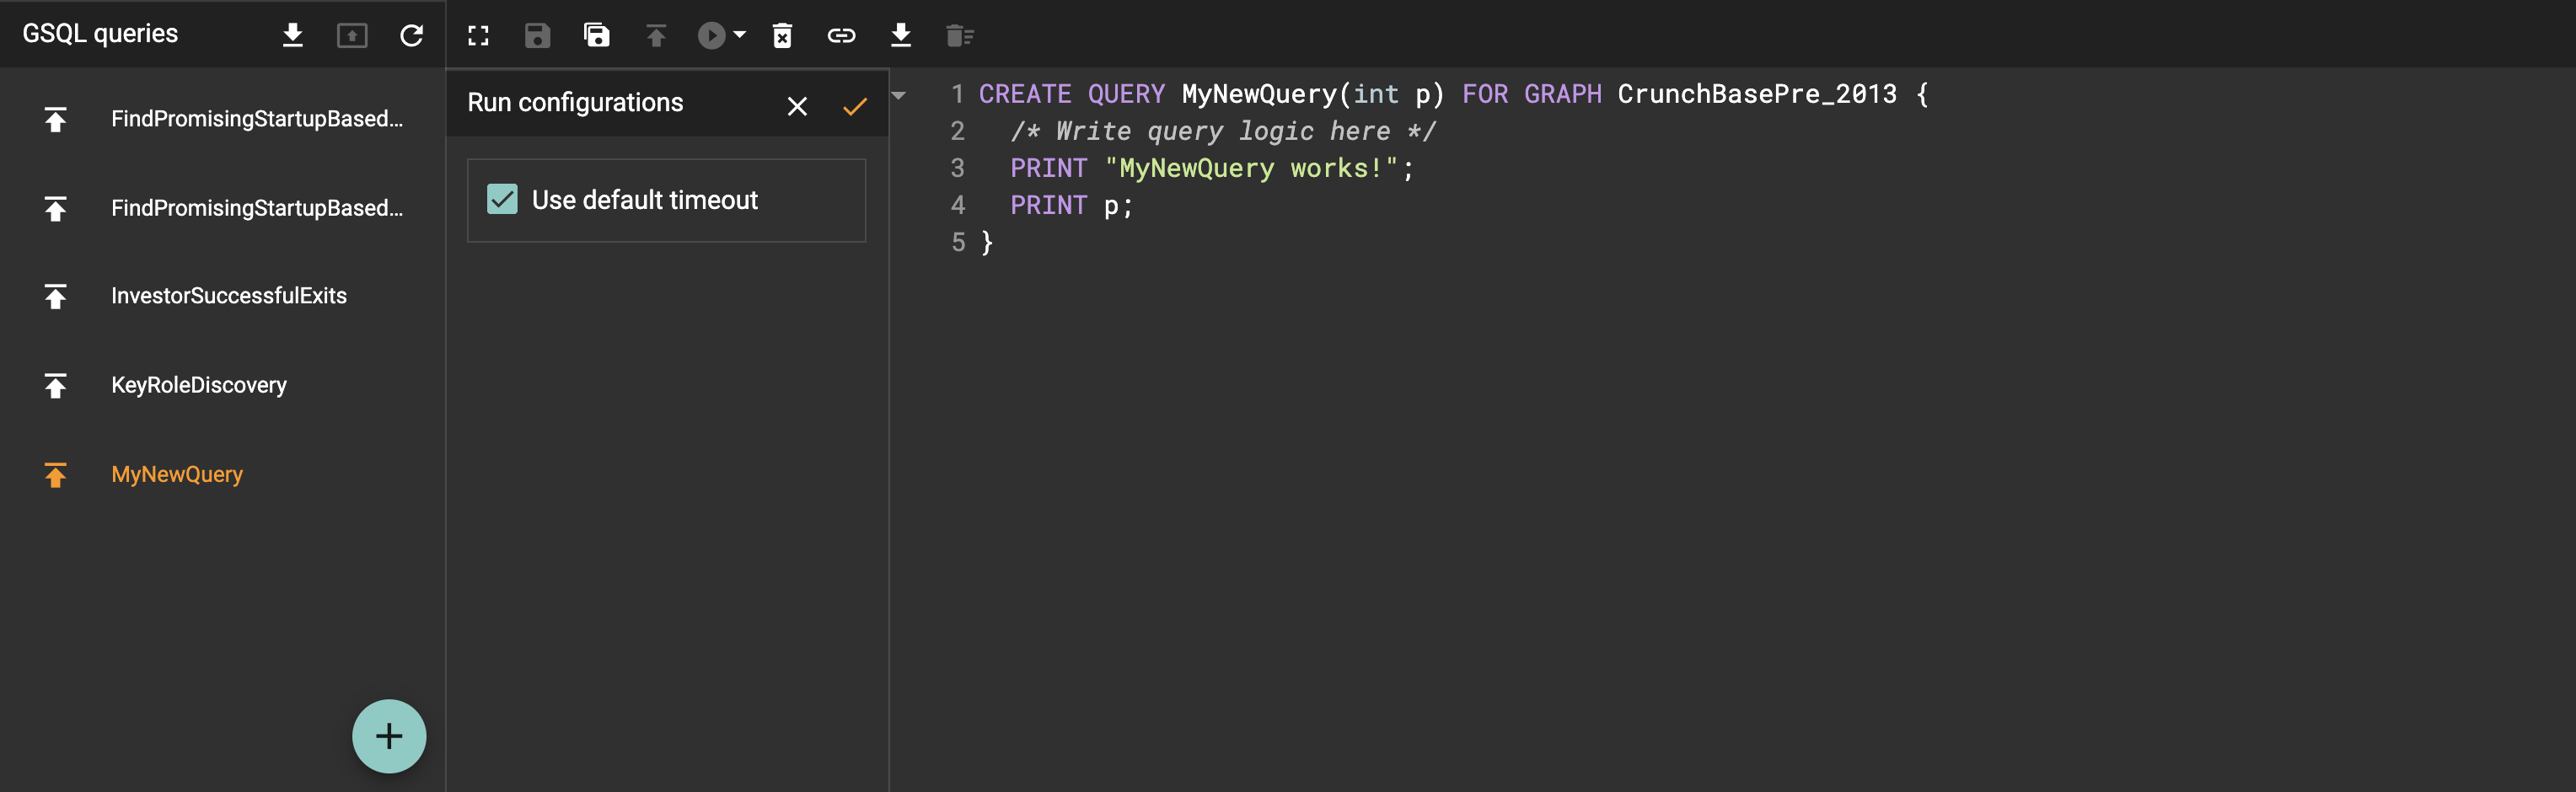 GSQL queries
FindPromisingStartupBased...
FindPromisingStartupBased...
InvestorSuccessfulExits
KeyRoleDiscovery
MyNewQuery
Run configurations
Use default timeout
1 CREATE QUERY MyNewQuery(int p) FOR GRAPH CrunchBasePre_2013 {
2 /* Write query logic here */
3 PRINT "MyNewQuery works!";
4 PRINT p;
5 }